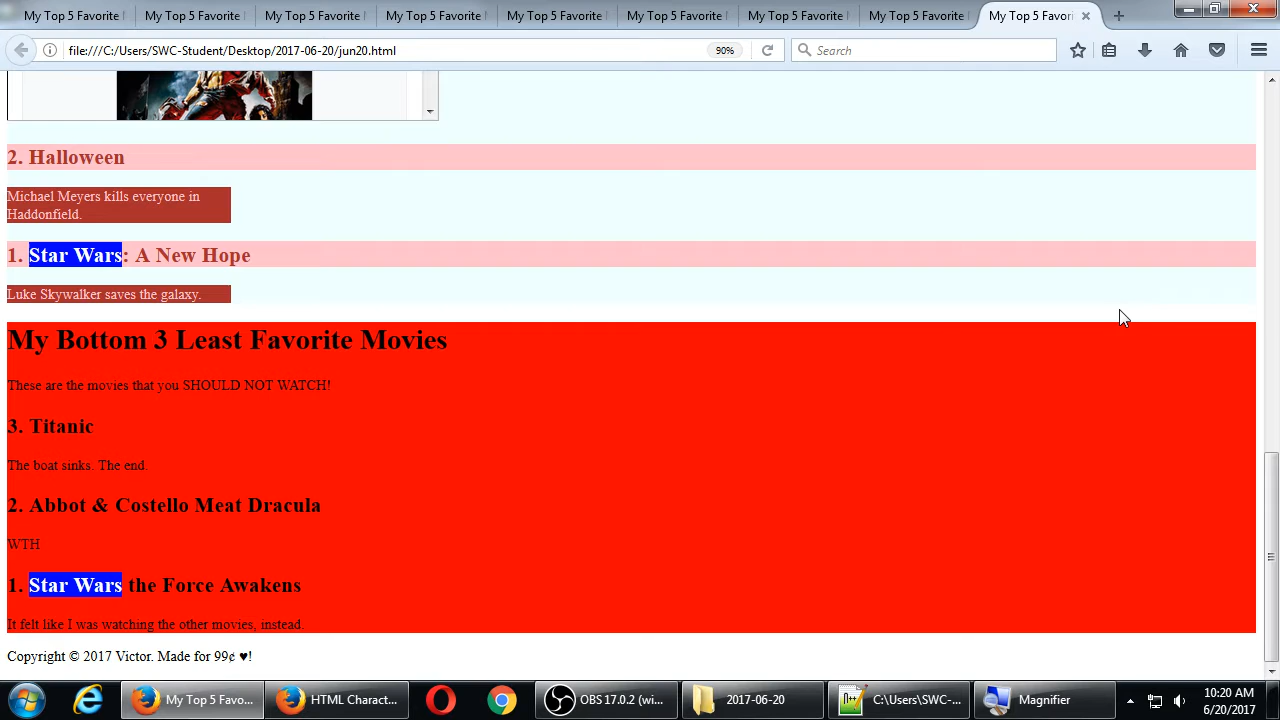 My Top 5 Favorite My Top 5 Favorite My Top 5 Favorite My Top 5 Favorite My Top 5 Favorite My Top 5 Favorite My Top 5 Favorite My Top 5 Favorite My Top 5 Favori
file:///C:/Users/SWC-Student/Desktop/2017-06-20/jun20.html 90% Search
2. Halloween
Michael Meyers kills everyone in
Haddonfield.
1. Star Wars: A New Hope
Luke Skywalker saves the galaxy.
My Bottom 3 Least Favorite Movies
These are the movies that you SHOULD NOT WATCH!
3. Titanic
The boat sinks. The end.
2. Abbot & Costello Meat Dracula
WTH
1. Star Wars the Force Awakens
It felt like I was watching the other movies, instead.
Copyright © 2017 Victor. Made for 99¢ ♥!
My Top 5 Favo... HTML Charact... OBS 17.0.2 (wi... 2017-06-20 C:\Users\SWC-... Magnifier 10:20 AM
6/20/2017